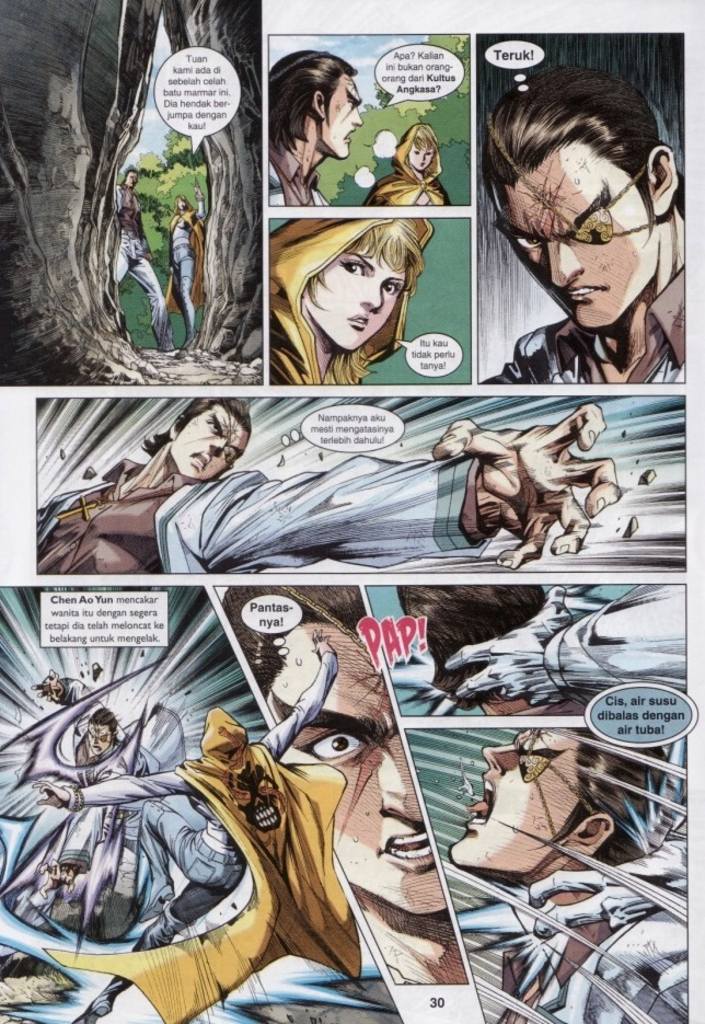 Tuan
kami ada di
sebelah celah
batu marmar ini.
Dia hendak ber-
jumpa dengan
kau!
Apa? Kalian
ini bukan orang-
orang dari Kultus
Angkasa?
Teruk!
Itu kau
tidak perlu
tanya!
Nampaknya aku
mesti mengatasinya
terlebih dahulu!
Chen Ao Yun mencakar
wanita itu dengan segera
tetapi dia telah meloncat ke
belakang untuk mengelak.
Pantas-
nya!
PAP!
Cis, air susu
dibalas dengan
air tuba!
30